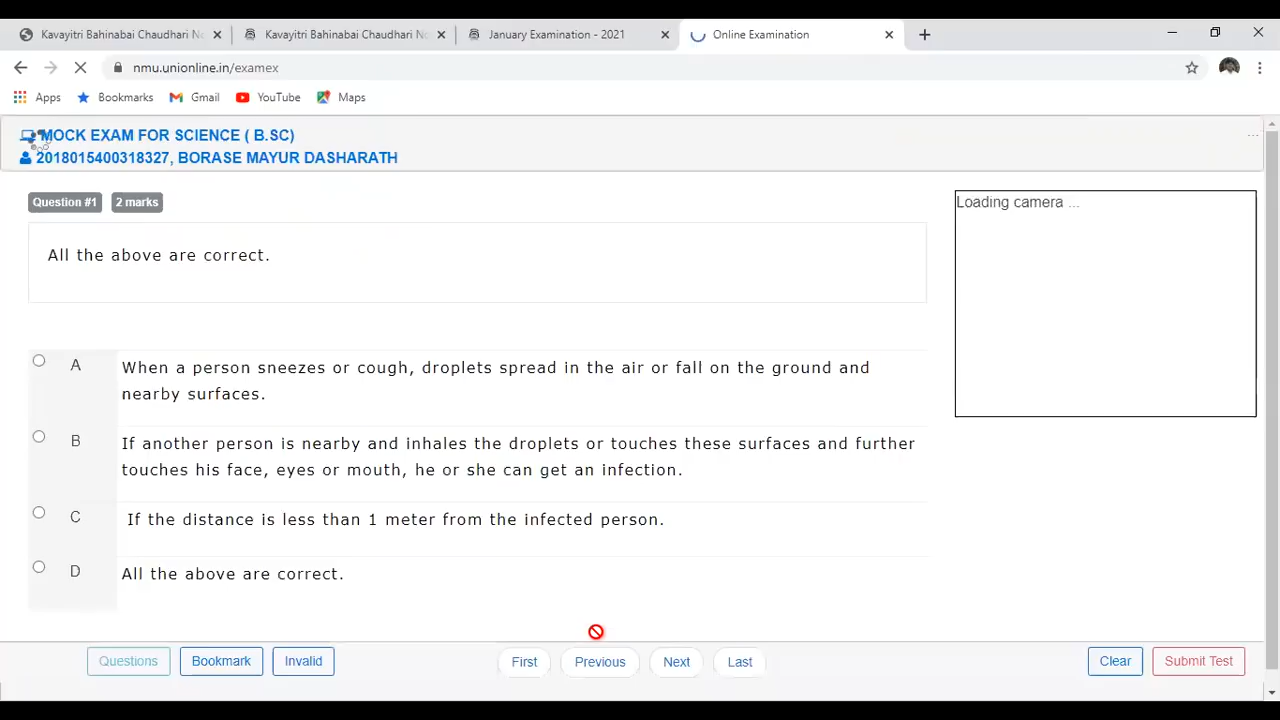 Kavayitri Bahinabai Chaudhari No
Kavayitri Bahinabai Chaudhari No
January Examination - 2021
Online Examination
nmu.unionline.in/examex
Apps
Bookmarks
Gmail
YouTube
Maps
MOCK EXAM FOR SCIENCE ( B.SC)
2018015400318327, BORASE MAYUR DASHARATH
Question #1 2 marks
Loading camera ...
All the above are correct.
A When a person sneezes or cough, droplets spread in the air or fall on the ground and
nearby surfaces.
B If another person is nearby and inhales the droplets or touches these surfaces and further
touches his face, eyes or mouth, he or she can get an infection.
C If the distance is less than 1 meter from the infected person.
D All the above are correct.
Questions Bookmark Invalid First Previous Next Last Clear Submit Test